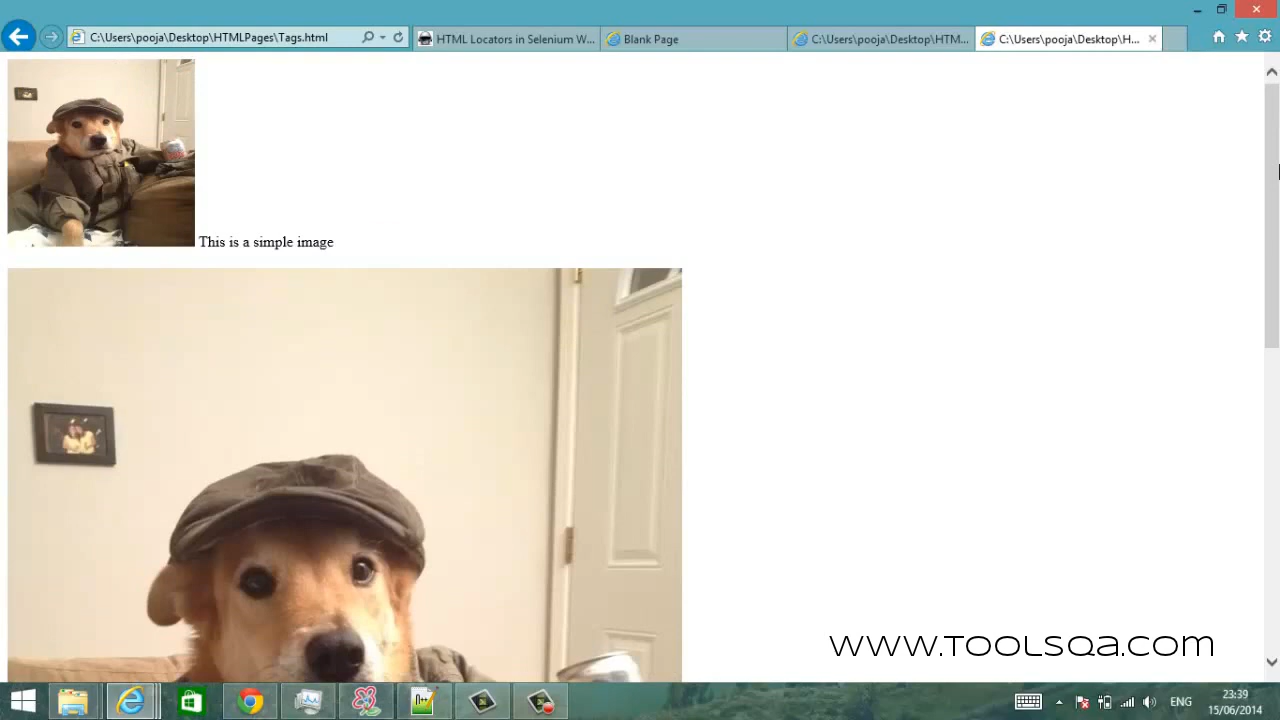 C:\Users\pooja\Desktop\HTMLPages\Tags.html
HTML Locators in Selenium W...
Blank Page
C:\Users\pooja\Desktop\HTM...
C:\Users\pooja\Desktop\H...
This is a simple image
www.TOOLSQA.com
N++
ENG
23:39
15/06/2014